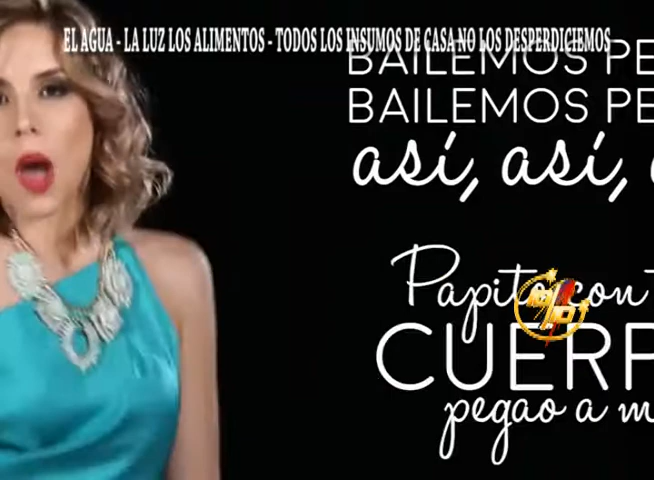 EL AGUA - LA LUZ LOS ALIMENTOS - TODOS LOS INSUMOS DE CASA NO LOS DESPERDICIEMOS
BAILEMOS PE
BAILEMOS PE
así, así,
Papito con
CUERP
pegao a m